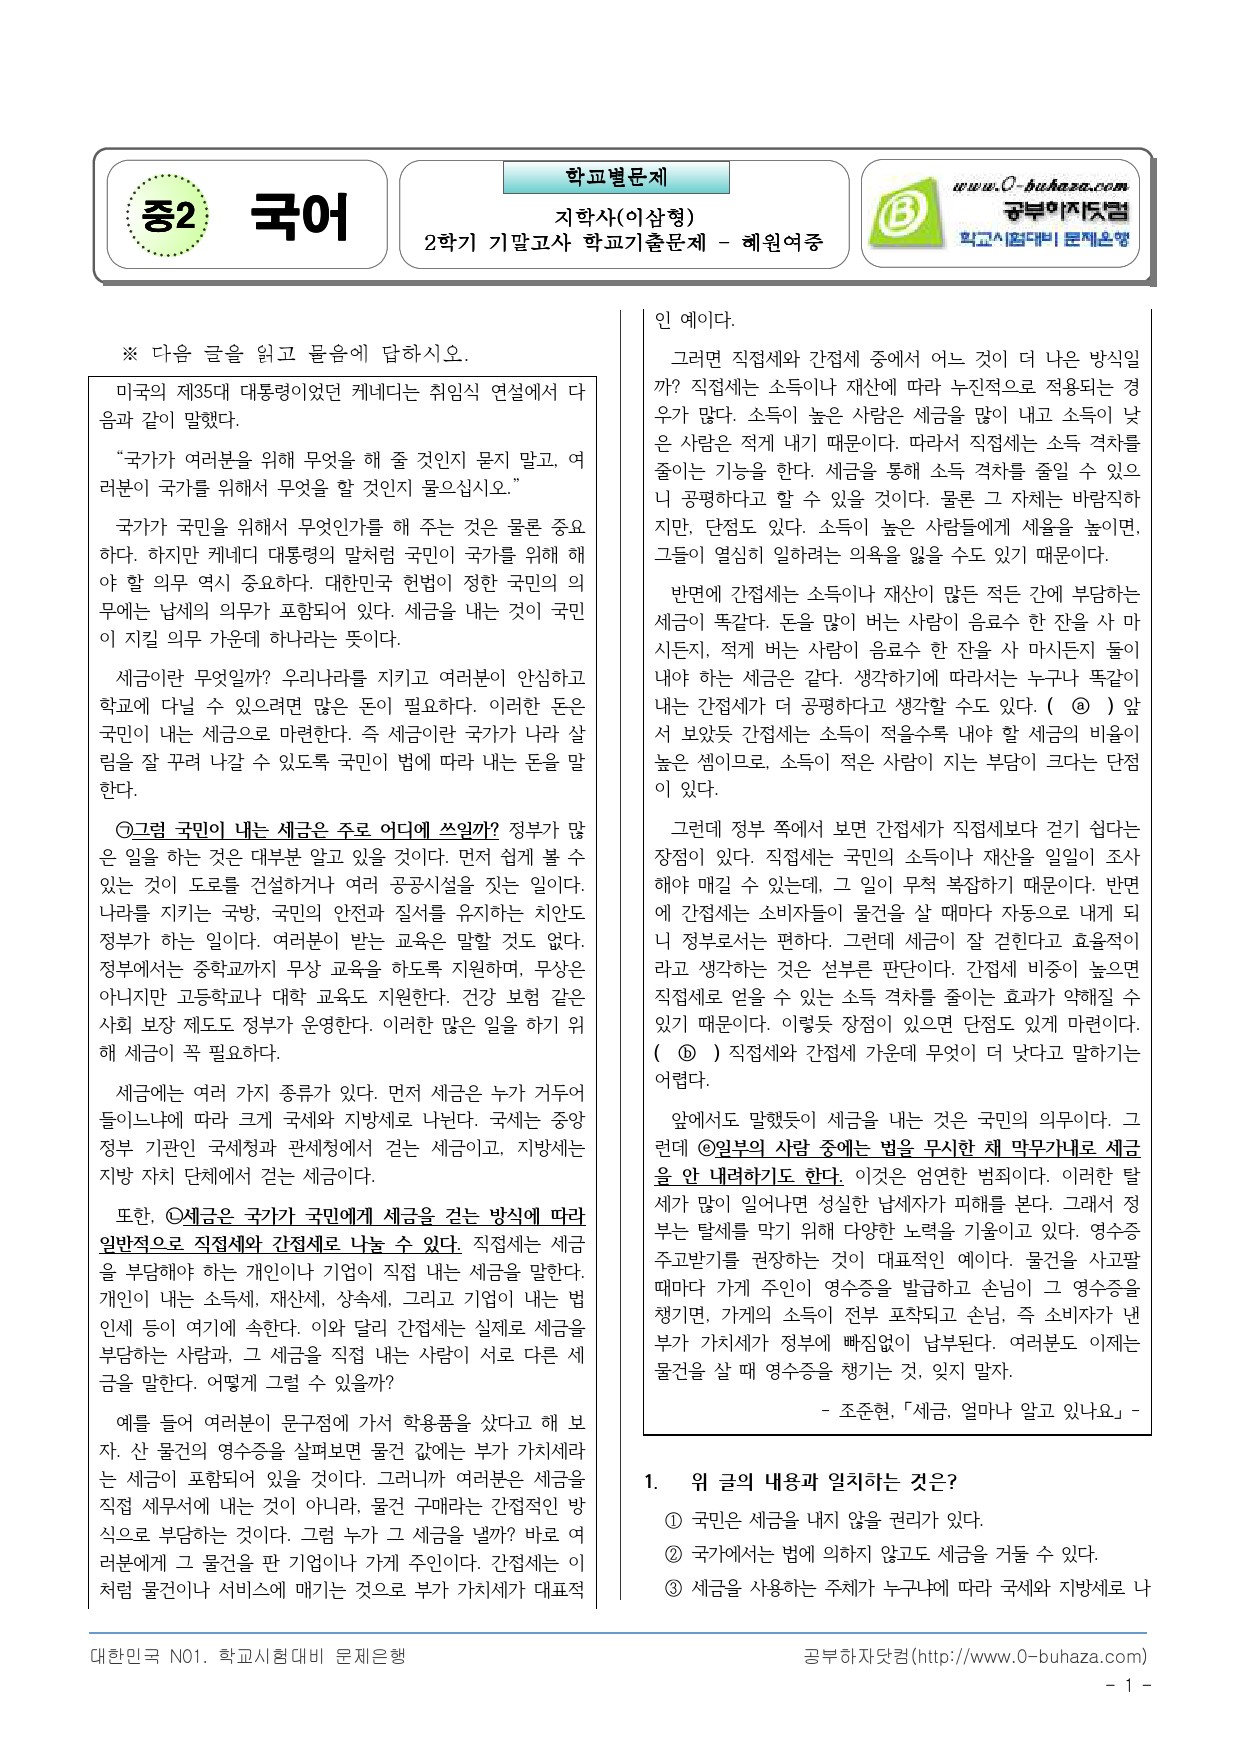 중2
국어
학교별문제
지학사(이삼형)
2학기 기말고사 학교기출문제 - 혜원여중
www.0-buhaza.com
공부하자닷컴
학교시험대비 문제은행
※ 다음 글을 읽고 물음에 답하시오.
미국의 제35대 대통령이었던 케네디는 취임식 연설에서 다
음과 같이 말했다.
“국가가 여러분을 위해 무엇을 해 줄 것인지 묻지 말고, 여
러분이 국가를 위해서 무엇을 할 것인지 물으십시오.”
국가가 국민을 위해서 무엇인가를 해 주는 것은 물론 중요
하다. 하지만 케네디 대통령의 말처럼 국민이 국가를 위해 해
야 할 의무 역시 중요하다. 대한민국 헌법이 정한 국민의 의
무에는 납세의 의무가 포함되어 있다. 세금을 내는 것이 국민
이 지킬 의무 가운데 하나라는 뜻이다.
세금이란 무엇일까? 우리나라를 지키고 여러분이 안심하고
학교에 다닐 수 있으려면 많은 돈이 필요하다. 이러한 돈은
국민이 내는 세금으로 마련한다. 즉 세금이란 국가가 나라 살
림을 잘 꾸려 나갈 수 있도록 국민이 법에 따라 내는 돈을 말
한다.
㉠그럼 국민이 내는 세금은 주로 어디에 쓰일까? 정부가 많
은 일을 하는 것은 대부분 알고 있을 것이다. 먼저 쉽게 볼 수
있는 것이 도로를 건설하거나 여러 공공시설을 짓는 일이다.
나라를 지키는 국방, 국민의 안전과 질서를 유지하는 치안도
정부가 하는 일이다. 여러분이 받는 교육은 말할 것도 없다.
정부에서는 중학교까지 무상 교육을 하도록 지원하며, 무상은
아니지만 고등학교나 대학 교육도 지원한다. 건강 보험 같은
사회 보장 제도도 정부가 운영한다. 이러한 많은 일을 하기 위
해 세금이 꼭 필요하다.
세금에는 여러 가지 종류가 있다. 먼저 세금은 누가 거두어
들이느냐에 따라 크게 국세와 지방세로 나뉜다. 국세는 중앙
정부 기관인 국세청과 관세청에서 걷는 세금이고, 지방세는
지방 자치 단체에서 걷는 세금이다.
또한, ㉡세금은 국가가 국민에게 세금을 걷는 방식에 따라
일반적으로 직접세와 간접세로 나눌 수 있다. 직접세는 세금
을 부담해야 하는 개인이나 기업이 직접 내는 세금을 말한다.
개인이 내는 소득세, 재산세, 상속세, 그리고 기업이 내는 법
인세 등이 여기에 속한다. 이와 달리 간접세는 실제로 세금을
부담하는 사람과, 그 세금을 직접 내는 사람이 서로 다른 세
금을 말한다. 어떻게 그럴 수 있을까?
예를 들어 여러분이 문구점에 가서 학용품을 샀다고 해 보
자. 산 물건의 영수증을 살펴보면 물건 값에는 부가 가치세라
는 세금이 포함되어 있을 것이다. 그러니까 여러분은 세금을
직접 세무서에 내는 것이 아니라, 물건 구매라는 간접적인 방
식으로 부담하는 것이다. 그럼 누가 그 세금을 낼까? 바로 여
러분에게 그 물건을 판 기업이나 가게 주인이다. 간접세는 이
처럼 물건이나 서비스에 매기는 것으로 부가 가치세가 대표적
인 예이다.
그러면 직접세와 간접세 중에서 어느 것이 더 나은 방식일
까? 직접세는 소득이나 재산에 따라 누진적으로 적용되는 경
우가 많다. 소득이 높은 사람은 세금을 많이 내고 소득이 낮
은 사람은 적게 내기 때문이다. 따라서 직접세는 소득 격차를
줄이는 기능을 한다. 세금을 통해 소득 격차를 줄일 수 있으
니 공평하다고 할 수 있을 것이다. 물론 그 자체는 바람직하
지만, 단점도 있다. 소득이 높은 사람들에게 세율을 높이면,
그들이 열심히 일하려는 의욕을 잃을 수도 있기 때문이다.
반면에 간접세는 소득이나 재산이 많든 적든 간에 부담하는
세금이 똑같다. 돈을 많이 버는 사람이 음료수 한 잔을 사 마
시든지, 적게 버는 사람이 음료수 한 잔을 사 마시든지 둘이
내야 하는 세금은 같다. 생각하기에 따라서는 누구나 똑같이
내는 간접세가 더 공평하다고 생각할 수도 있다. ( ⓐ ) 앞
서 보았듯 간접세는 소득이 적을수록 내야 할 세금의 비율이
높은 셈이므로, 소득이 적은 사람이 지는 부담이 크다는 단점
이 있다.
그런데 정부 쪽에서 보면 간접세가 직접세보다 걷기 쉽다는
장점이 있다. 직접세는 국민의 소득이나 재산을 일일이 조사
해야 매길 수 있는데, 그 일이 무척 복잡하기 때문이다. 반면
에 간접세는 소비자들이 물건을 살 때마다 자동으로 내게 되
니 정부로서는 편하다. 그런데 세금이 잘 걷힌다고 효율적이
라고 생각하는 것은 섣부른 판단이다. 간접세 비중이 높으면
직접세로 얻을 수 있는 소득 격차를 줄이는 효과가 약해질 수
있기 때문이다. 이렇듯 장점이 있으면 단점도 있게 마련이다.
( ⓑ ) 직접세와 간접세 가운데 무엇이 더 낫다고 말하기는
어렵다.
앞에서도 말했듯이 세금을 내는 것은 국민의 의무이다. 그
런데 ⓔ일부의 사람 중에는 법을 무시한 채 막무가내로 세금
을 안 내려하기도 한다. 이것은 엄연한 범죄이다. 이러한 탈
세가 많이 일어나면 성실한 납세자가 피해를 본다. 그래서 정
부는 탈세를 막기 위해 다양한 노력을 기울이고 있다. 영수증
주고받기를 권장하는 것이 대표적인 예이다. 물건을 사고팔
때마다 가게 주인이 영수증을 발급하고 손님이 그 영수증을
챙기면, 가게의 소득이 전부 포착되고 손님, 즉 소비자가 낸
부가 가치세가 정부에 빠짐없이 납부된다. 여러분도 이제는
물건을 살 때 영수증을 챙기는 것, 잊지 말자.
- 조준현,「세금, 얼마나 알고 있나요」-
1. 위 글의 내용과 일치하는 것은?
① 국민은 세금을 내지 않을 권리가 있다.
② 국가에서는 법에 의하지 않고도 세금을 거둘 수 있다.
③ 세금을 사용하는 주체가 누구냐에 따라 국세와 지방세로 나
대한민국 N01. 학교시험대비 문제은행
공부하자닷컴(http://www.0-buhaza.com)
- 1 -